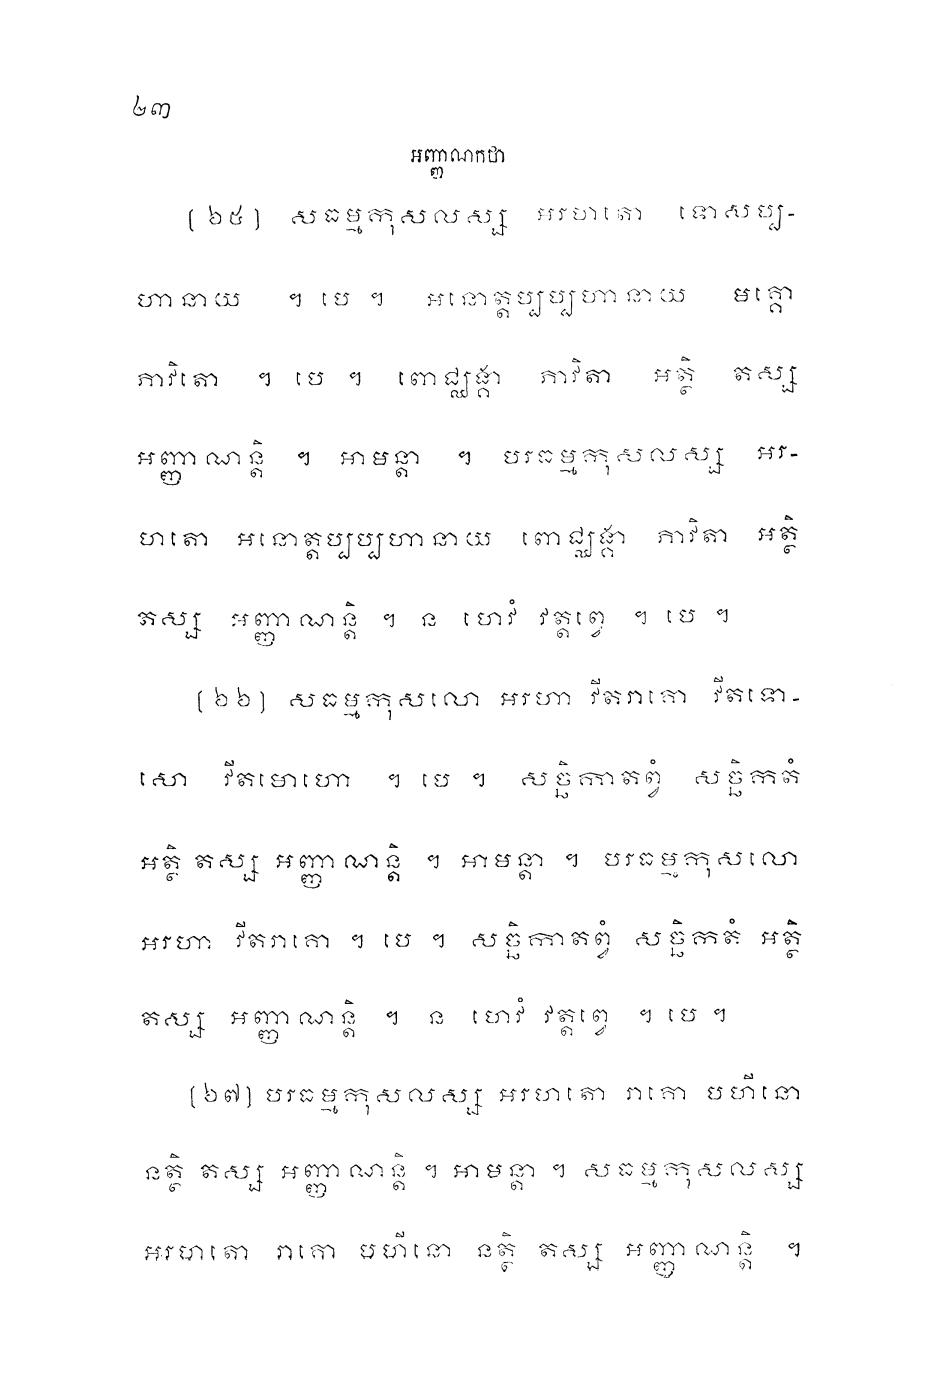 ៤៣
អញ្ញាណកថា
(៦៥) សធម្មកុសលស្ស អរហតោ ទោសប្ប-
ហានាយ ។ បេ ។ អនោត្តប្បប្បហានាយ មគ្គោ
ភាវិតោ ។ បេ ។ ពោជ្ឈង្គា ភាវិតា អត្ថិ តស្ស
អញ្ញាណន្តិ ។ អាមន្តា ។ បរធម្មកុសលស្ស អរ-
ហតោ អនោត្តប្បប្បហានាយ ពោជ្ឈង្គា ភាវិតា អត្ថិ
តស្ស អញ្ញាណន្តិ ។ ន ហេវំ វត្តព្វេ ។ បេ ។
(៦៦) សធម្មកុសលោ អរហា វីតរាគោ វីតទោ-
សោ វីតមោហោ ។ បេ ។ សច្ឆិកាតព្វំ សច្ឆិកតំ
អត្ថិ តស្ស អញ្ញាណន្តិ ។ អាមន្តា ។ បរធម្មកុសលោ
អរហា វីតរាគោ ។ បេ ។ សច្ឆិកាតព្វំ សច្ឆិកតំ អត្ថិ
តស្ស អញ្ញាណន្តិ ។ ន ហេវំ វត្តព្វេ ។ បេ ។
(៦៧) បរធម្មកុសលស្ស អរហតោ រាគោ បហីនោ
នត្ថិ តស្ស អញ្ញាណន្តិ ។ អាមន្តា ។ សធម្មកុសលស្ស
អរហតោ រាគោ បហីនោ នត្ថិ តស្ស អញ្ញាណន្តិ ។